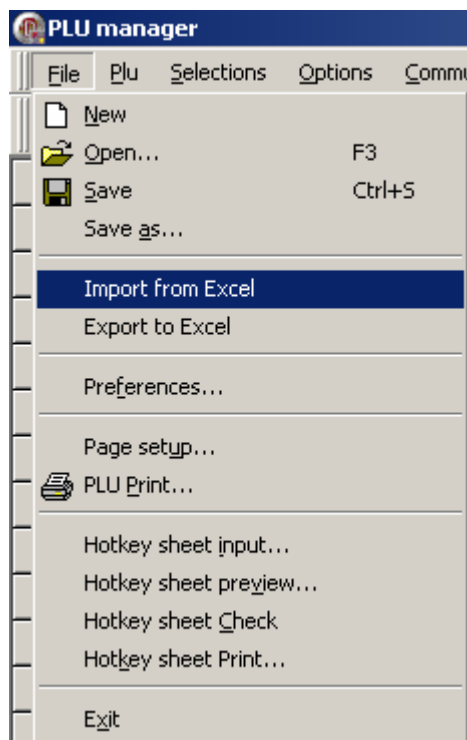 PLU manager
File Plu Selections Options Commu
New
Open... F3
Save Ctrl+S
Save as...
Import from Excel
Export to Excel
Preferences...
Page setup...
PLU Print...
Hotkey sheet input...
Hotkey sheet preview...
Hotkey sheet Check
Hotkey sheet Print...
Exit